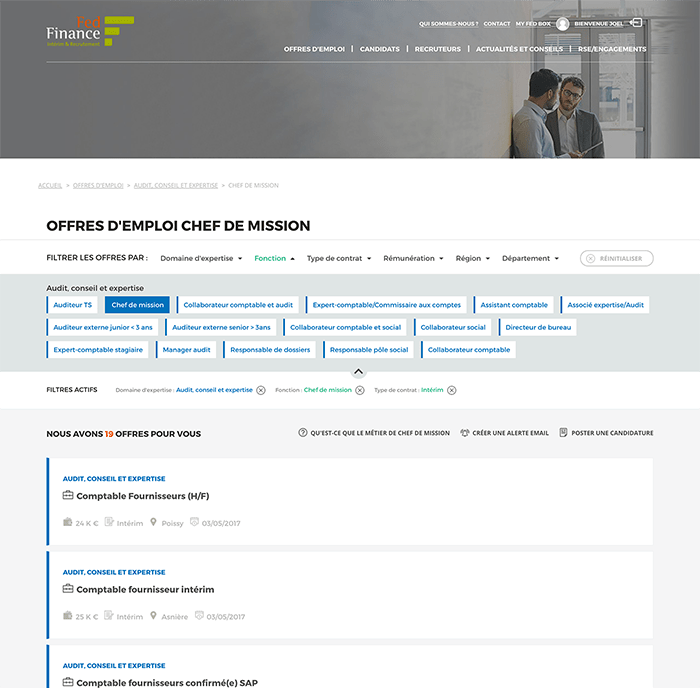 Fed
Finance
Intérim & Recrutement
QUI SOMMES-NOUS ? CONTACT MY FED BOX BIENVENUE JOEL
OFFRES D'EMPLOI | CANDIDATS | RECRUTEURS | ACTUALITÉS ET CONSEILS | RSE/ENGAGEMENTS
ACCUEIL » OFFRES D'EMPLOI » AUDIT, CONSEIL ET EXPERTISE » CHEF DE MISSION
OFFRES D'EMPLOI CHEF DE MISSION
FILTRER LES OFFRES PAR : Domaine d'expertise Fonction Type de contrat Rémunération Région Département RÉINITIALISER
Audit, conseil et expertise
Auditeur TS Chef de mission Collaborateur comptable et audit Expert-comptable/Commissaire aux comptes Assistant comptable Associé expertise/Audit
Auditeur externe junior < 3 ans Auditeur externe senior > 3ans Collaborateur comptable et social Collaborateur social Directeur de bureau
Expert-comptable stagiaire Manager audit Responsable de dossiers Responsable pôle social Collaborateur comptable
FILTRES ACTIFS Domaine d'expertise : Audit, conseil et expertise Fonction : Chef de mission Type de contrat : Intérim
NOUS AVONS 19 OFFRES POUR VOUS QU'EST-CE QUE LE MÉTIER DE CHEF DE MISSION CRÉER UNE ALERTE EMAIL POSTER UNE CANDIDATURE
AUDIT, CONSEIL ET EXPERTISE
Comptable Fournisseurs (H/F)
24 K € Intérim Poissy 03/05/2017
AUDIT, CONSEIL ET EXPERTISE
Comptable fournisseur intérim
25 K € Intérim Asnière 03/05/2017
AUDIT, CONSEIL ET EXPERTISE
Comptable fournisseurs confirmé(e) SAP